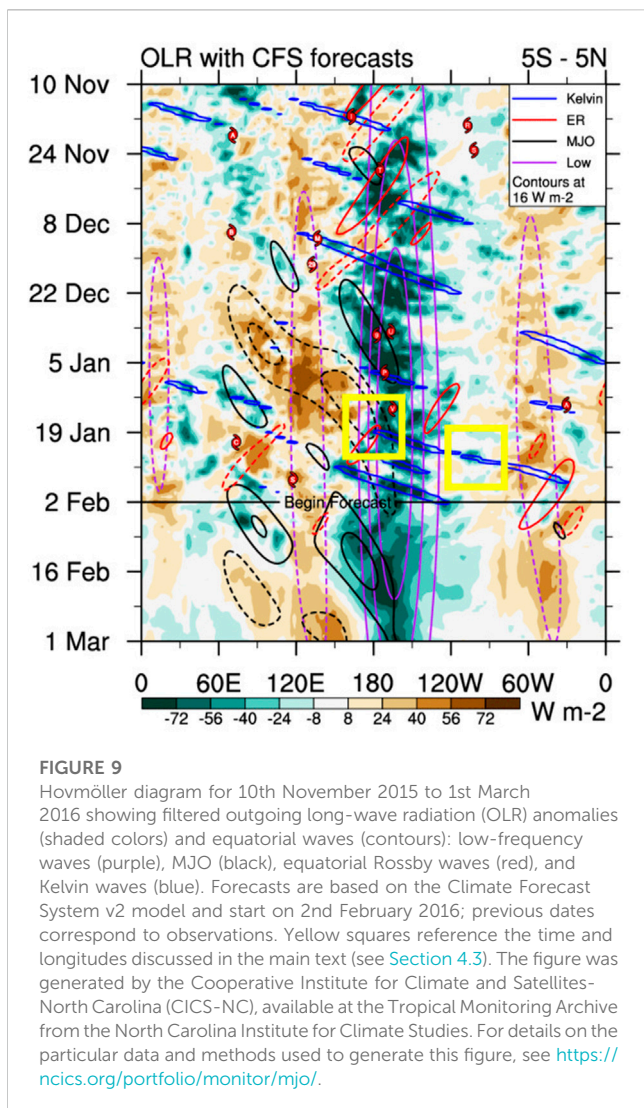 OLR with CFS forecasts 5S - 5N
10 Nov
24 Nov
8 Dec
22 Dec
5 Jan
19 Jan
2 Feb
16 Feb
1 Mar
Kelvin
ER
MJO
Low
Contours at
16 W m-2
Begin Forecast
0 60E 120E 180 120W 60W 0
-72 -56 -40 -24 -8 8 24 40 56 72 W m-2
FIGURE 9
Hovmöller diagram for 10th November 2015 to 1st March
2016 showing filtered outgoing long-wave radiation (OLR) anomalies
(shaded colors) and equatorial waves (contours): low-frequency
waves (purple), MJO (black), equatorial Rossby waves (red), and
Kelvin waves (blue). Forecasts are based on the Climate Forecast
System v2 model and start on 2nd February 2016; previous dates
correspond to observations. Yellow squares reference the time and
longitudes discussed in the main text (see Section 4.3). The figure was
generated by the Cooperative Institute for Climate and Satellites-
North Carolina (CICS-NC), available at the Tropical Monitoring Archive
from the North Carolina Institute for Climate Studies. For details on the
particular data and methods used to generate this figure, see https://
ncics.org/portfolio/monitor/mjo/.